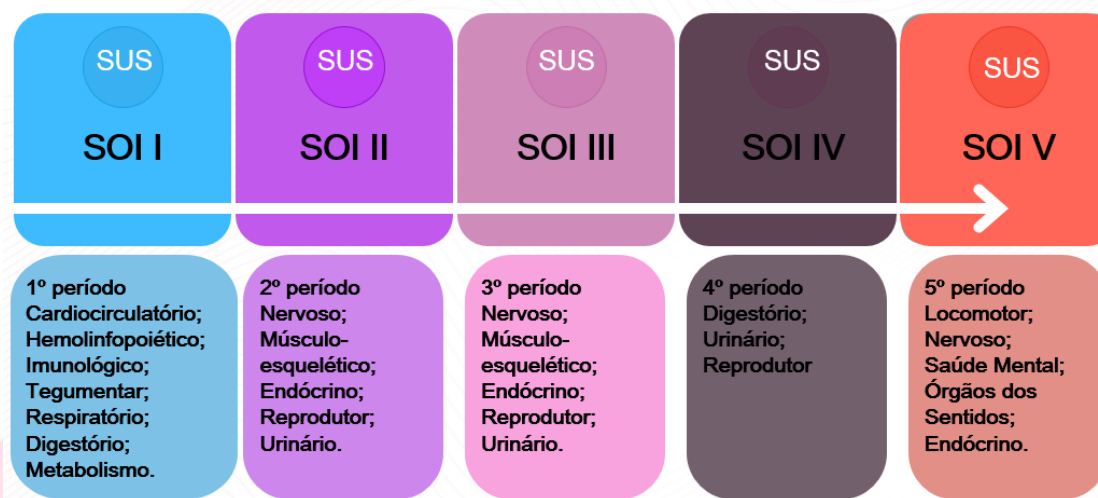 SUS
SOI I
SUS
SOI II
SUS
SOI III
SUS
SOI IV
SUS
SOI V
1º período
Cardiocirculatório;
Hemolinfopoiético;
Imunológico;
Tegumentar;
Respiratório;
Digestório;
Metabolismo.
2º período
Nervoso;
Músculo-
esquelético;
Endócrino;
Reprodutor;
Urinário.
3º período
Nervoso;
Músculo-
esquelético;
Endócrino;
Reprodutor;
Urinário.
4º período
Digestório;
Urinário;
Reprodutor
5º período
Locomotor;
Nervoso;
Saúde Mental;
Órgãos dos
Sentidos;
Endócrino.